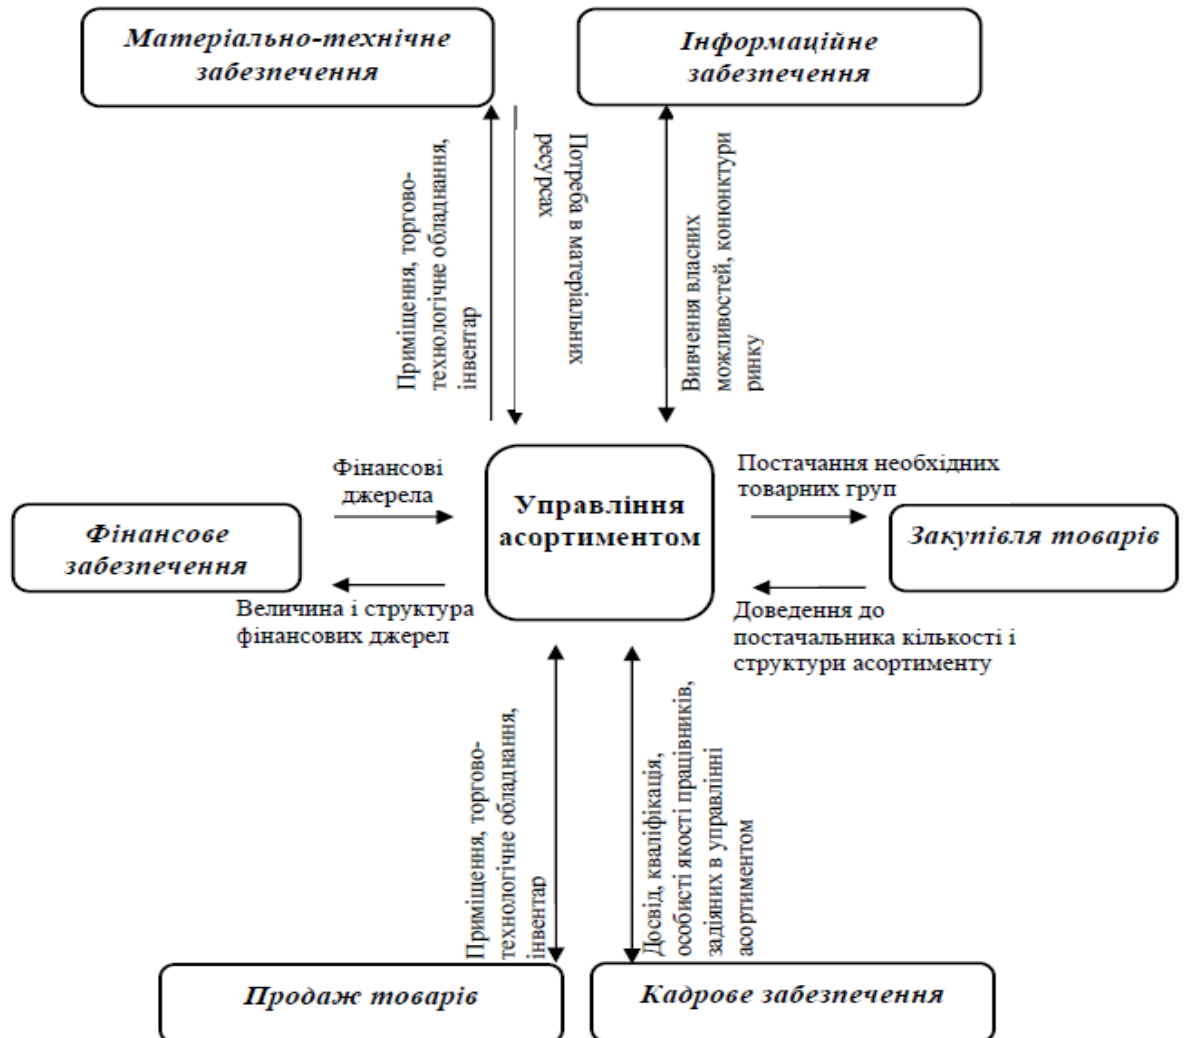 Матеріально-технічне
забезпечення
Інформаційне
забезпечення
Приміщення, торгово-
технологічне обладнання,
інвентар
Потреба в матеріальних
ресурсах
Вивчення власних
можливостей, конюнктури
ринку
Фінансові
джерела
Фінансове
забезпечення
Величина і структура
фінансових джерел
Управління
асортиментом
Постачання необхідних
товарних груп
Закупівля товарів
Доведення до
постачальника кількості і
структури асортименту
Приміщення, торгово-
технологічне обладнання,
інвентар
Досвід, кваліфікація,
особисті якості працівників,
задіяних в управлінні
асортиментом
Продаж товарів
Кадрове забезпечення